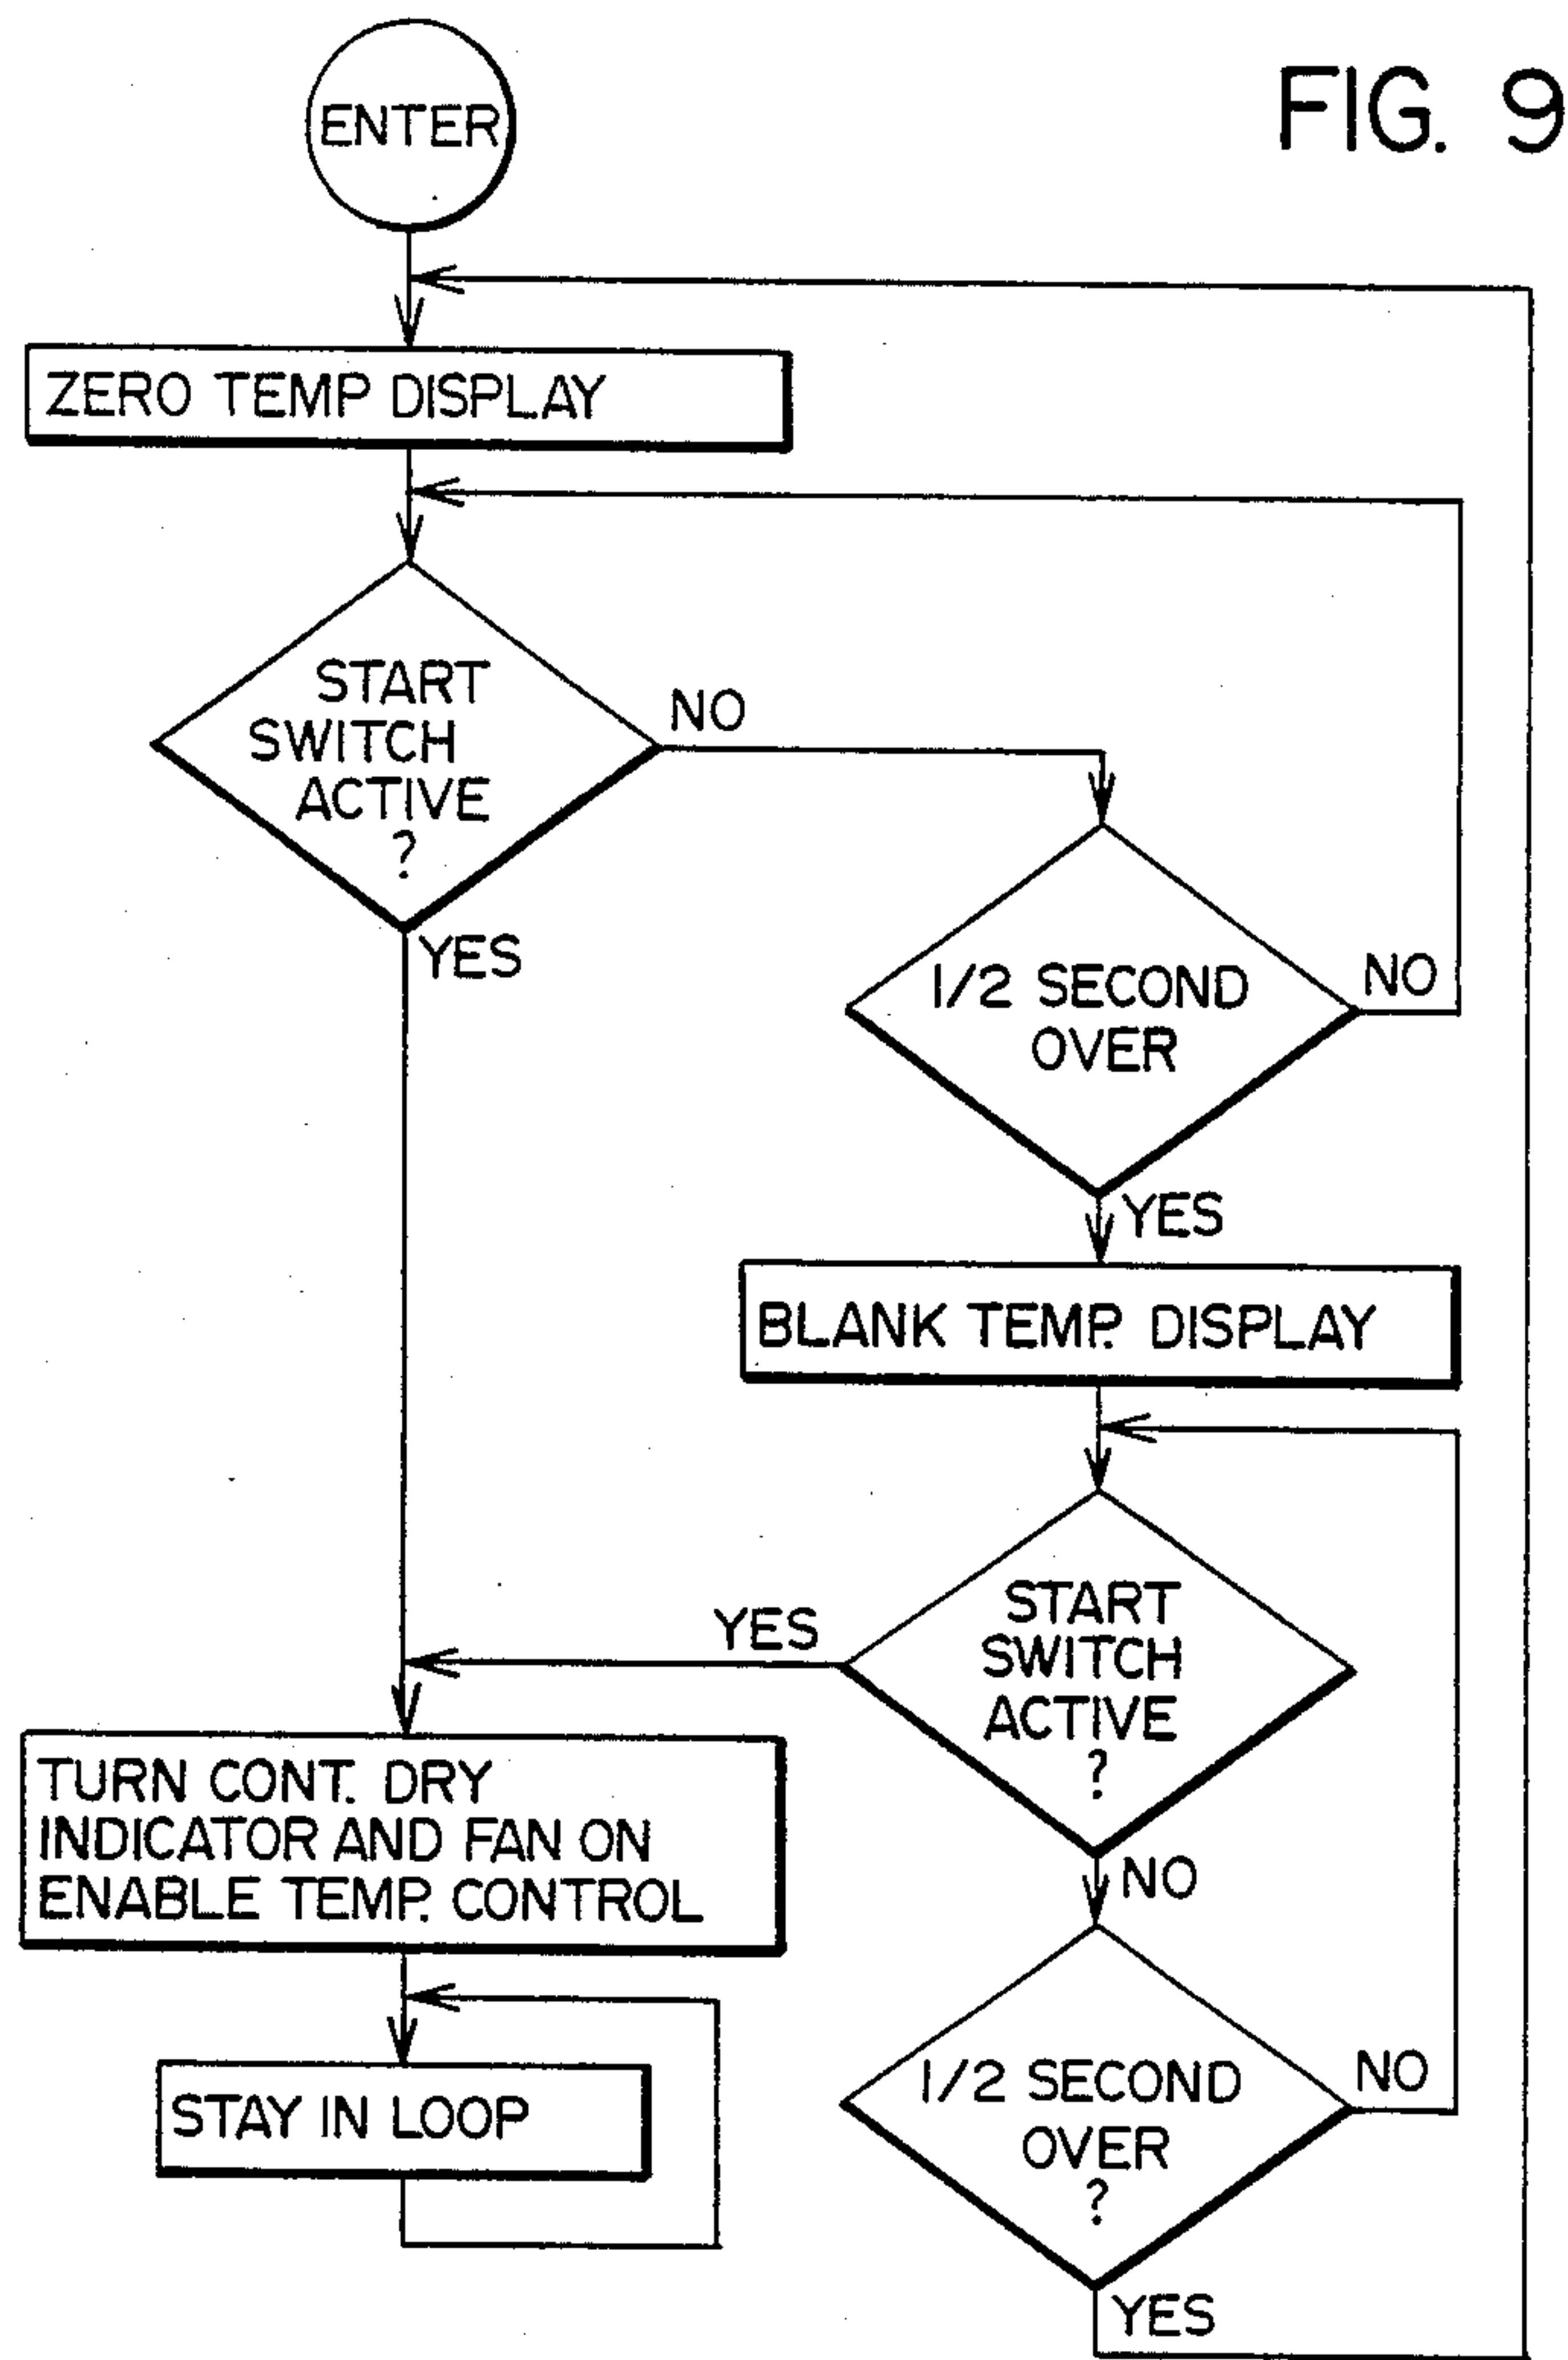 FIG. 9
ENTER
ZERO TEMP DISPLAY
START
SWITCH
ACTIVE
?
NO
YES
1/2 SECOND
OVER
NO
YES
BLANK TEMP. DISPLAY
START
SWITCH
ACTIVE
?
YES
NO
TURN CONT. DRY
INDICATOR AND FAN ON
ENABLE TEMP. CONTROL
STAY IN LOOP
1/2 SECOND
OVER
?
NO
YES